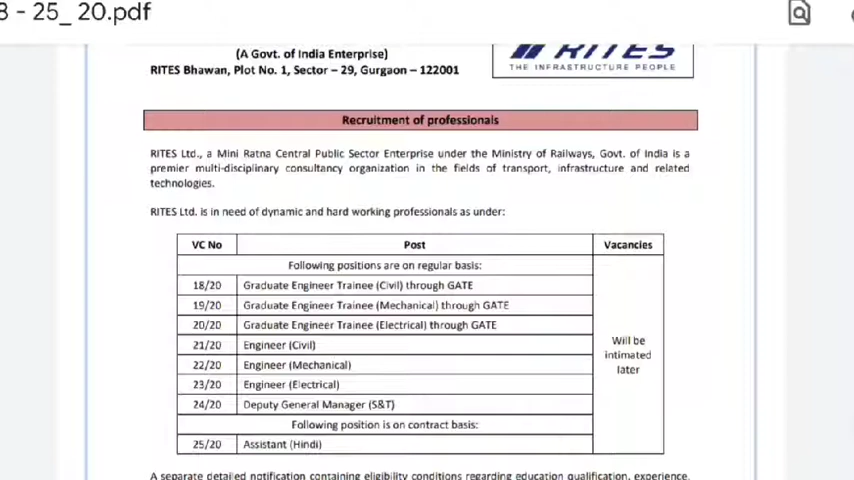 8 - 25_ 20.pdf
(A Govt. of India Enterprise)
RITES Bhawan, Plot No. 1, Sector – 29, Gurgaon – 122001
RITES
THE INFRASTRUCTURE PEOPLE
Recruitment of professionals
RITES Ltd., a Mini Ratna Central Public Sector Enterprise under the Ministry of Railways, Govt. of India is a
premier multi-disciplinary consultancy organization in the fields of transport, infrastructure and related
technologies.
RITES Ltd. is in need of dynamic and hard working professionals as under:
VC No Post Vacancies
Following positions are on regular basis:
18/20 Graduate Engineer Trainee (Civil) through GATE
19/20 Graduate Engineer Trainee (Mechanical) through GATE
20/20 Graduate Engineer Trainee (Electrical) through GATE
21/20 Engineer (Civil)
22/20 Engineer (Mechanical)
23/20 Engineer (Electrical)
24/20 Deputy General Manager (S&T)
Will be
intimated
later
Following position is on contract basis:
25/20 Assistant (Hindi)
A separate detailed notification containing eligibility conditions regarding education qualification, experience,